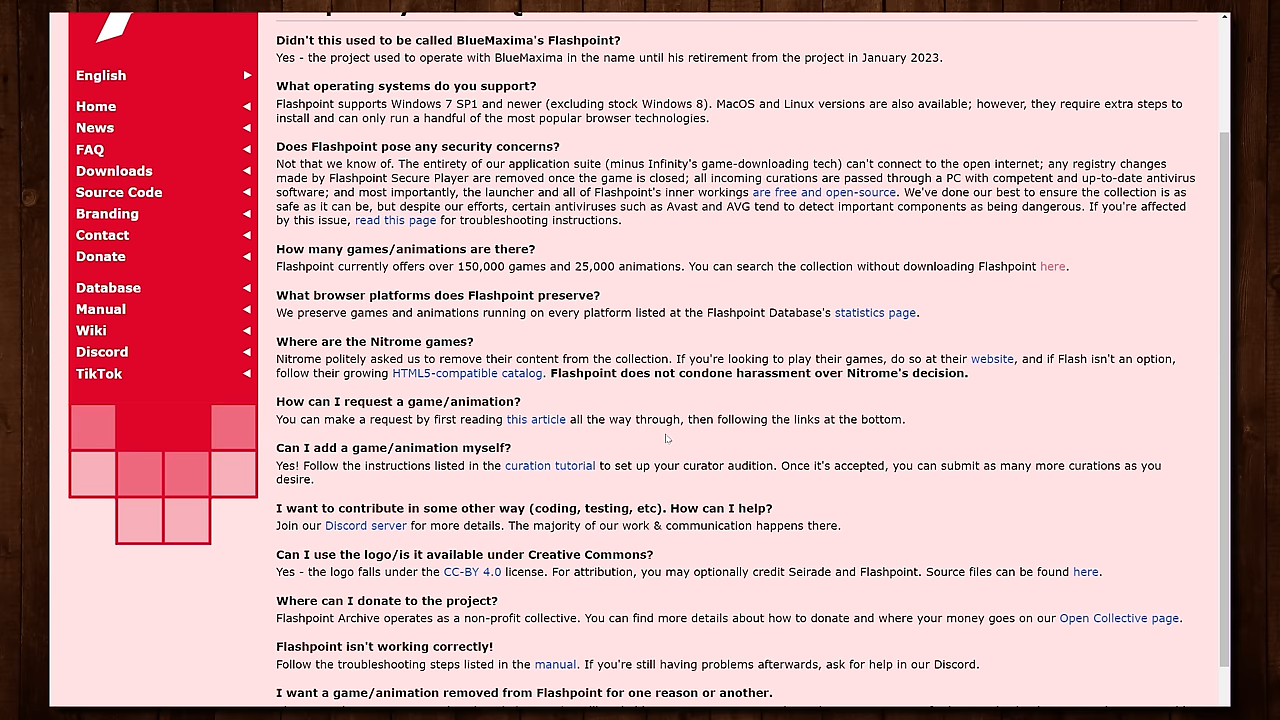 English
Home
News
FAQ
Downloads
Source Code
Branding
Contact
Donate
Database
Manual
Wiki
Discord
TikTok
Didn't this used to be called BlueMaxima's Flashpoint?
Yes - the project used to operate with BlueMaxima in the name until his retirement from the project in January 2023.
What operating systems do you support?
Flashpoint supports Windows 7 SP1 and newer (excluding stock Windows 8). MacOS and Linux versions are also available; however, they require extra steps to
install and can only run a handful of the most popular browser technologies.
Does Flashpoint pose any security concerns?
Not that we know of. The entirety of our application suite (minus Infinity's game-downloading tech) can't connect to the open internet; any registry changes
made by Flashpoint Secure Player are removed once the game is closed; all incoming curations are passed through a PC with competent and up-to-date antivirus
software; and most importantly, the launcher and all of Flashpoint's inner workings are free and open-source. We've done our best to ensure the collection is as
safe as it can be, but despite our efforts, certain antiviruses such as Avast and AVG tend to detect important components as being dangerous. If you're affected
by this issue, read this page for troubleshooting instructions.
How many games/animations are there?
Flashpoint currently offers over 150,000 games and 25,000 animations. You can search the collection without downloading Flashpoint here.
What browser platforms does Flashpoint preserve?
We preserve games and animations running on every platform listed at the Flashpoint Database's statistics page.
Where are the Nitrome games?
Nitrome politely asked us to remove their content from the collection. If you're looking to play their games, do so at their website, and if Flash isn't an option,
follow their growing HTML5-compatible catalog. Flashpoint does not condone harassment over Nitrome's decision.
How can I request a game/animation?
You can make a request by first reading this article all the way through, then following the links at the bottom.
Can I add a game/animation myself?
Yes! Follow the instructions listed in the curation tutorial to set up your curator audition. Once it's accepted, you can submit as many more curations as you
desire.
I want to contribute in some other way (coding, testing, etc). How can I help?
Join our Discord server for more details. The majority of our work & communication happens there.
Can I use the logo/is it available under Creative Commons?
Yes - the logo falls under the CC-BY 4.0 license. For attribution, you may optionally credit Seirade and Flashpoint. Source files can be found here.
Where can I donate to the project?
Flashpoint Archive operates as a non-profit collective. You can find more details about how to donate and where your money goes on our Open Collective page.
Flashpoint isn't working correctly!
Follow the troubleshooting steps listed in the manual. If you're still having problems afterwards, ask for help in our Discord.
I want a game/animation removed from Flashpoint for one reason or another.